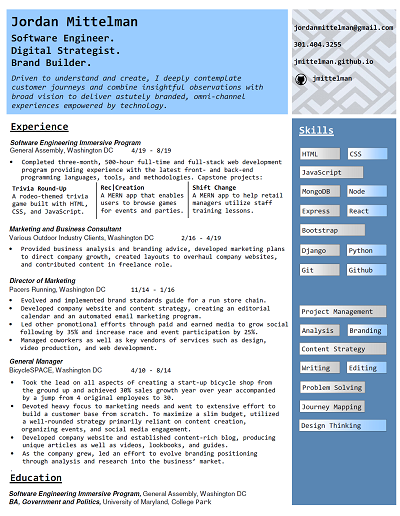 Jordan Mittelman
Software Engineer.
Digital Strategist.
Brand Builder.
Driven to understand and create, I deeply contemplate
customer journeys and combine insightful observations with
broad vision to deliver astutely branded, omni-channel
experiences empowered by technology.
jordanmittelman@gmail.com
301.404.3255
jmittelman.github.io
jmittelman
Experience
Software Engineering Immersive Program
General Assembly, Washington DC 4/19 - 8/19
• Completed three-month, 500-hour full-time and full-stack web development
program providing experience with the latest front- and back-end
programming languages, tools, and methodologies. Capstone projects:
Trivia Round-Up
A rodeo-themed trivia
game built with HTML,
CSS, and JavaScript.
Rec|Creation
A MERN app that enables
users to browse games
for events and parties.
Shift Change
A MERN app to help retail
managers utilize staff
training lessons.
Marketing and Business Consultant
Various Outdoor Industry Clients, Washington DC 2/16 - 4/19
• Provided business analysis and branding advice, developed marketing plans
to direct company growth, created layouts to overhaul company websites,
and contributed content in freelance role.
Director of Marketing
Pacers Running, Washington DC 11/14 - 1/16
• Evolved and implemented brand standards guide for a run store chain.
• Developed company website and content strategy, creating an editorial
calendar and an automated email marketing program.
• Led other promotional efforts through paid and earned media to grow social
following by 35% and increase race and event participation by 25%.
• Managed coworkers as well as key vendors of services such as design,
video production, and web development.
General Manager
BicycleSPACE, Washington DC 4/10 - 8/14
• Took the lead on all aspects of creating a start-up bicycle shop from
the ground up and achieved 30% sales growth year over year accompanied
by a jump from 4 original employees to 30.
• Devoted heavy focus to marketing needs and went to extensive effort to
build a customer base from scratch. To maximize a slim budget, utilized
a well-rounded strategy primarily reliant on content creation,
organizing events, and social media engagement.
• Developed company website and established content-rich blog, producing
unique articles as well as videos, lookbooks, and guides.
• As the company grew, led an effort to evolve branding positioning
through analysis and research into the business' market.
Education
Software Engineering Immersive Program, General Assembly, Washington DC
BA, Government and Politics, University of Maryland, College Park
Skills
HTML CSS
JavaScript
MongoDB Node
Express React
Bootstrap
Django Python
Git Github
Project Management
Analysis Branding
Content Strategy
Writing Editing
Problem Solving
Journey Mapping
Design Thinking